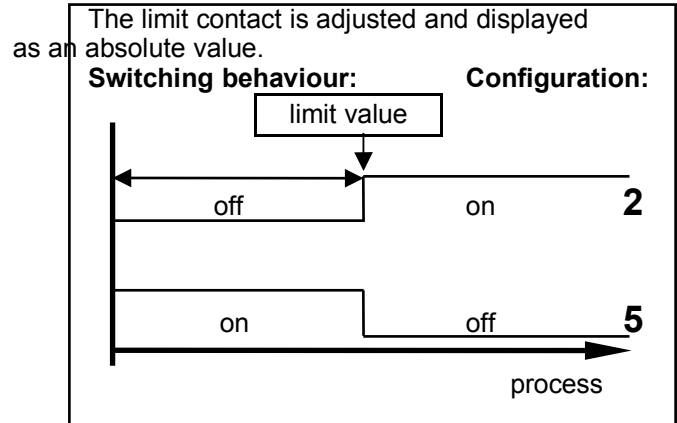 The limit contact is adjusted and displayed
as an absolute value.
Switching behaviour: Configuration:
limit value
off on 2
on off 5
process